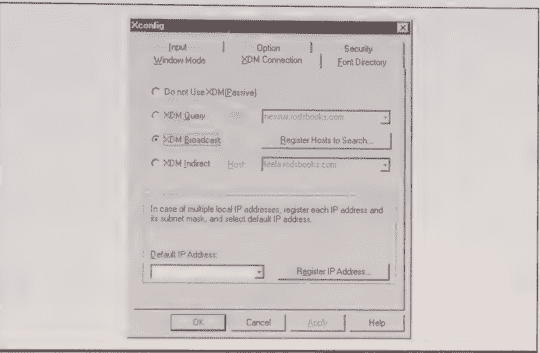 Xconfig
Input Option Security
Window Mode XDM Connection Font Directory
Do not Use XDM(Passive)
XDM Query
XDM Broadcast Register Hosts to Search...
XDM Indirect Host
In case of multiple local IP addresses, register each IP address and
its subnet mask, and select default IP address.
Default IP Address:
Register IP Address...
OK Cancel Apply Help